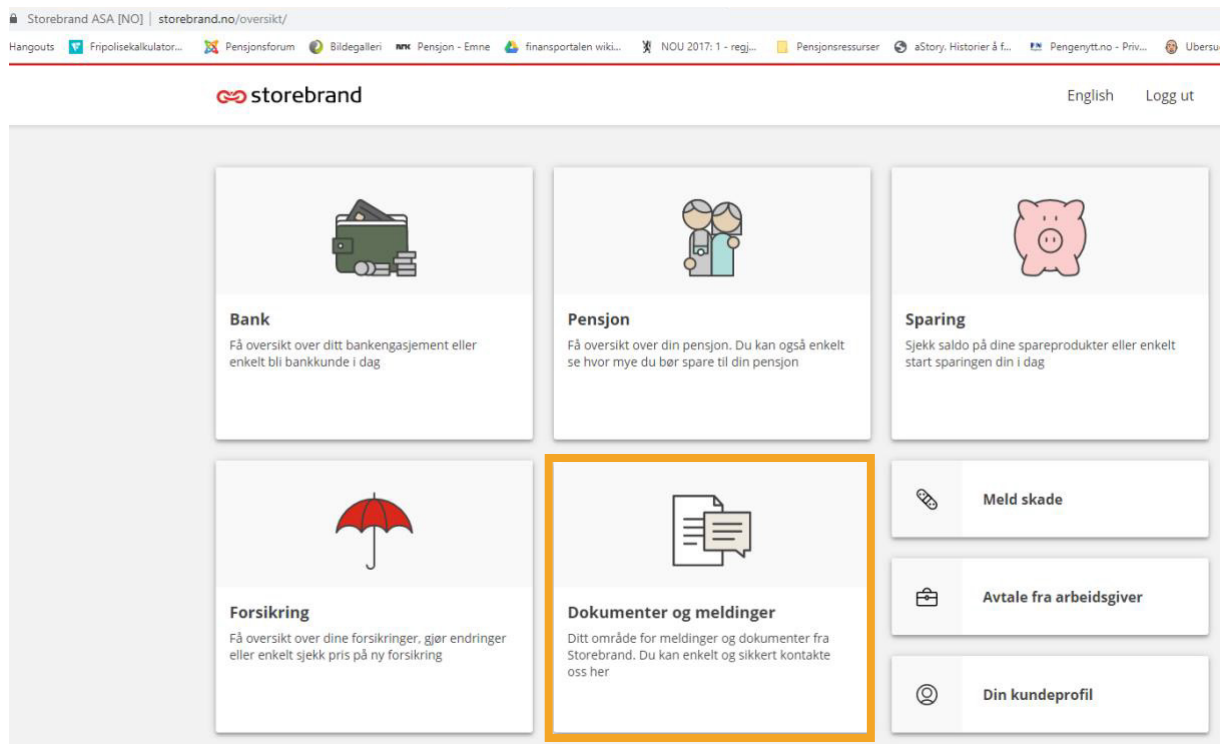 Storebrand ASA [NO] | storebrand.no/oversikt/
Hangouts Fripolisekalkulator... Pensjonsforum Bildegalleri NRK Pensjon - Emne finansportalen wiki... NOU 2017: 1 - regj... Pensjonsressurser aStory. Historier å f... Pengenytt.no - Priv... Ubersu
storebrand English Logg ut
Bank
Få oversikt over ditt bankengasjement eller
enkelt bli bankkunde i dag
Pensjon
Få oversikt over din pensjon. Du kan også enkelt
se hvor mye du bør spare til din pensjon
Sparing
Sjekk saldo på dine spareprodukter eller enkelt
start sparingen din i dag
Forsikring
Få oversikt over dine forsikringer, gjør endringer
eller enkelt sjekk pris på ny forsikring
Dokumenter og meldinger
Ditt område for meldinger og dokumenter fra
Storebrand. Du kan enkelt og sikkert kontakte
oss her
Meld skade
Avtale fra arbeidsgiver
Din kundeprofil